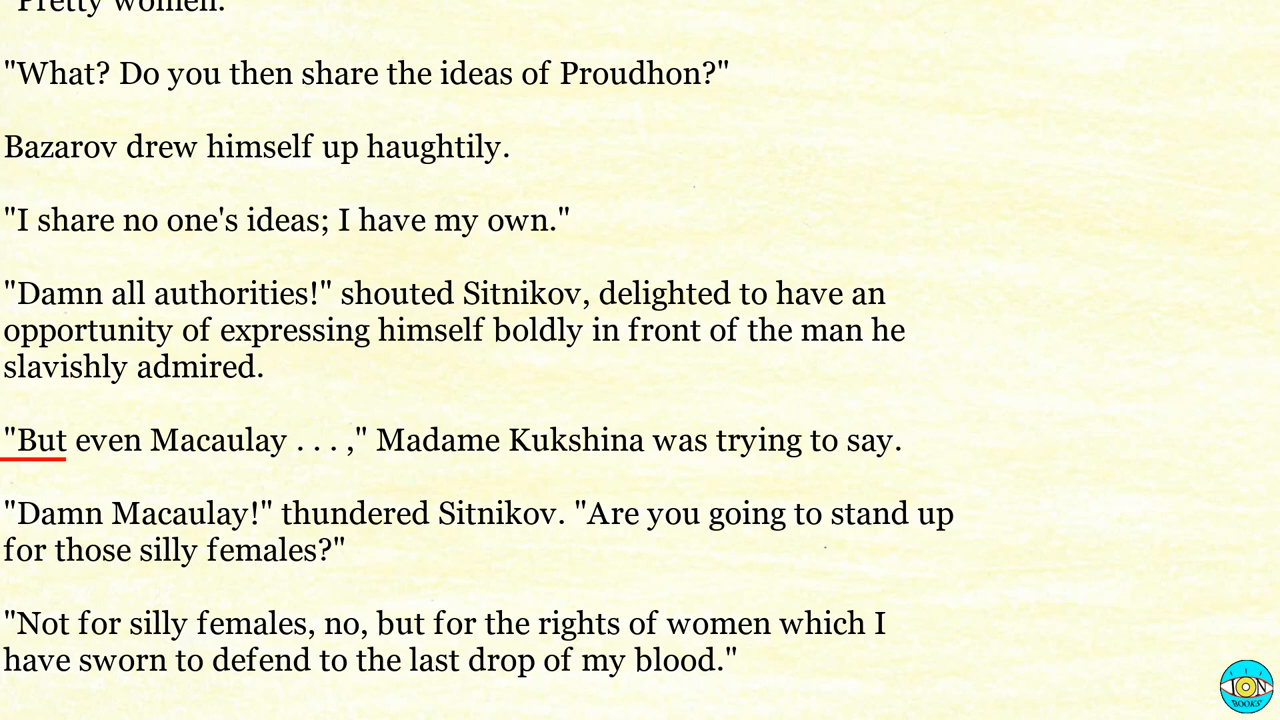 "Pretty women."
"What? Do you then share the ideas of Proudhon?"
Bazarov drew himself up haughtily.
"I share no one's ideas; I have my own."
"Damn all authorities!" shouted Sitnikov, delighted to have an
opportunity of expressing himself boldly in front of the man he
slavishly admired.
"But even Macaulay . . . ," Madame Kukshina was trying to say.
"Damn Macaulay!" thundered Sitnikov. "Are you going to stand up
for those silly females?"
"Not for silly females, no, but for the rights of women which I
have sworn to defend to the last drop of my blood."
ION
BOOKS